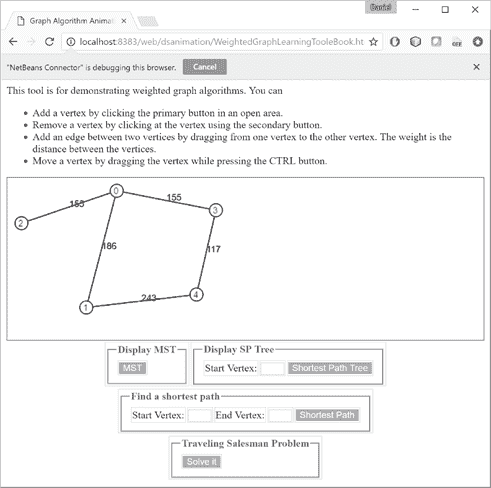 Daniel
Graph Algorithm Animat
localhost:8383/web/dsanimation/WeightedGraphLearningTooleBook.ht
"NetBeans Connector" is debugging this browser. Cancel
This tool is for demonstrating weighted graph algorithms. You can
Add a vertex by clicking the primary button in an open area.
Remove a vertex by clicking at the vertex using the secondary button.
Add an edge between two vertices by dragging from one vertex to the other vertex. The weight is the
distance between the vertices.
Move a vertex by dragging the vertex while pressing the CTRL button.
0
155
3
2
186
117
243
4
1
Display MST
MST
Display SP Tree
Start Vertex: Shortest Path Tree
Find a shortest path
Start Vertex: End Vertex: Shortest Path
Traveling Salesman Problem
Solve it